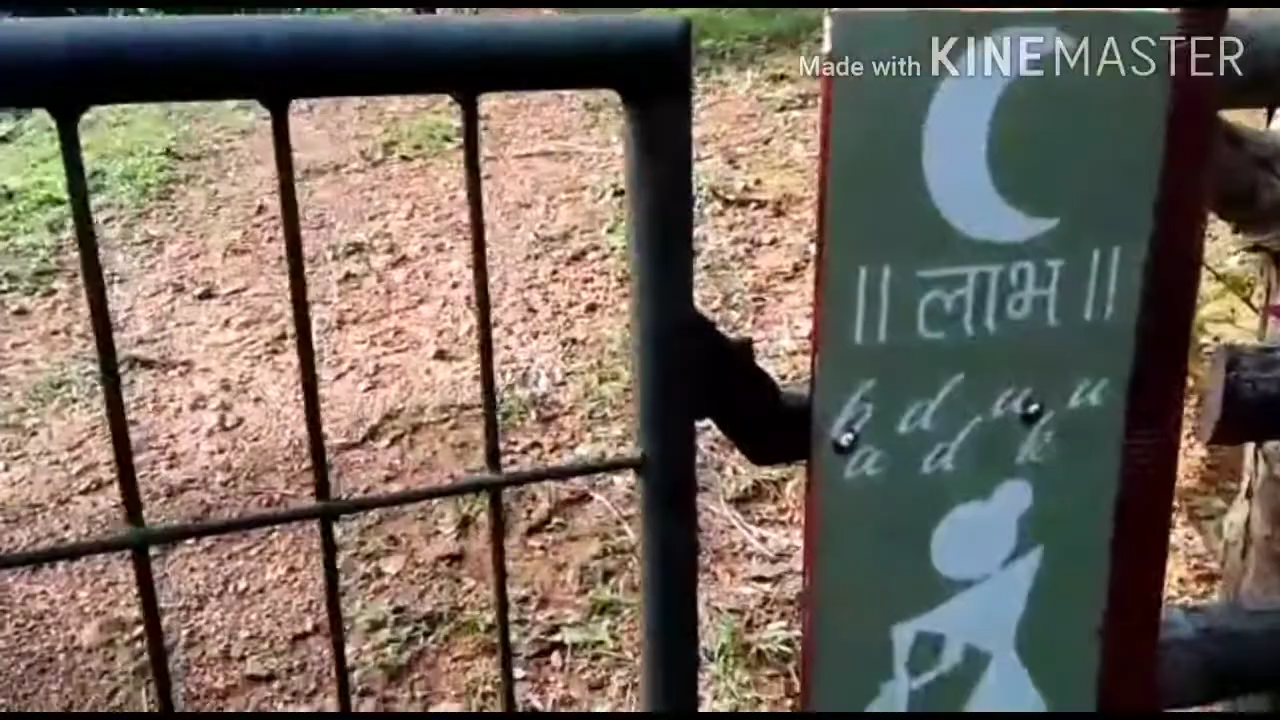 Made with KINEMASTER
|| लाभ ||
b d u u
a d k